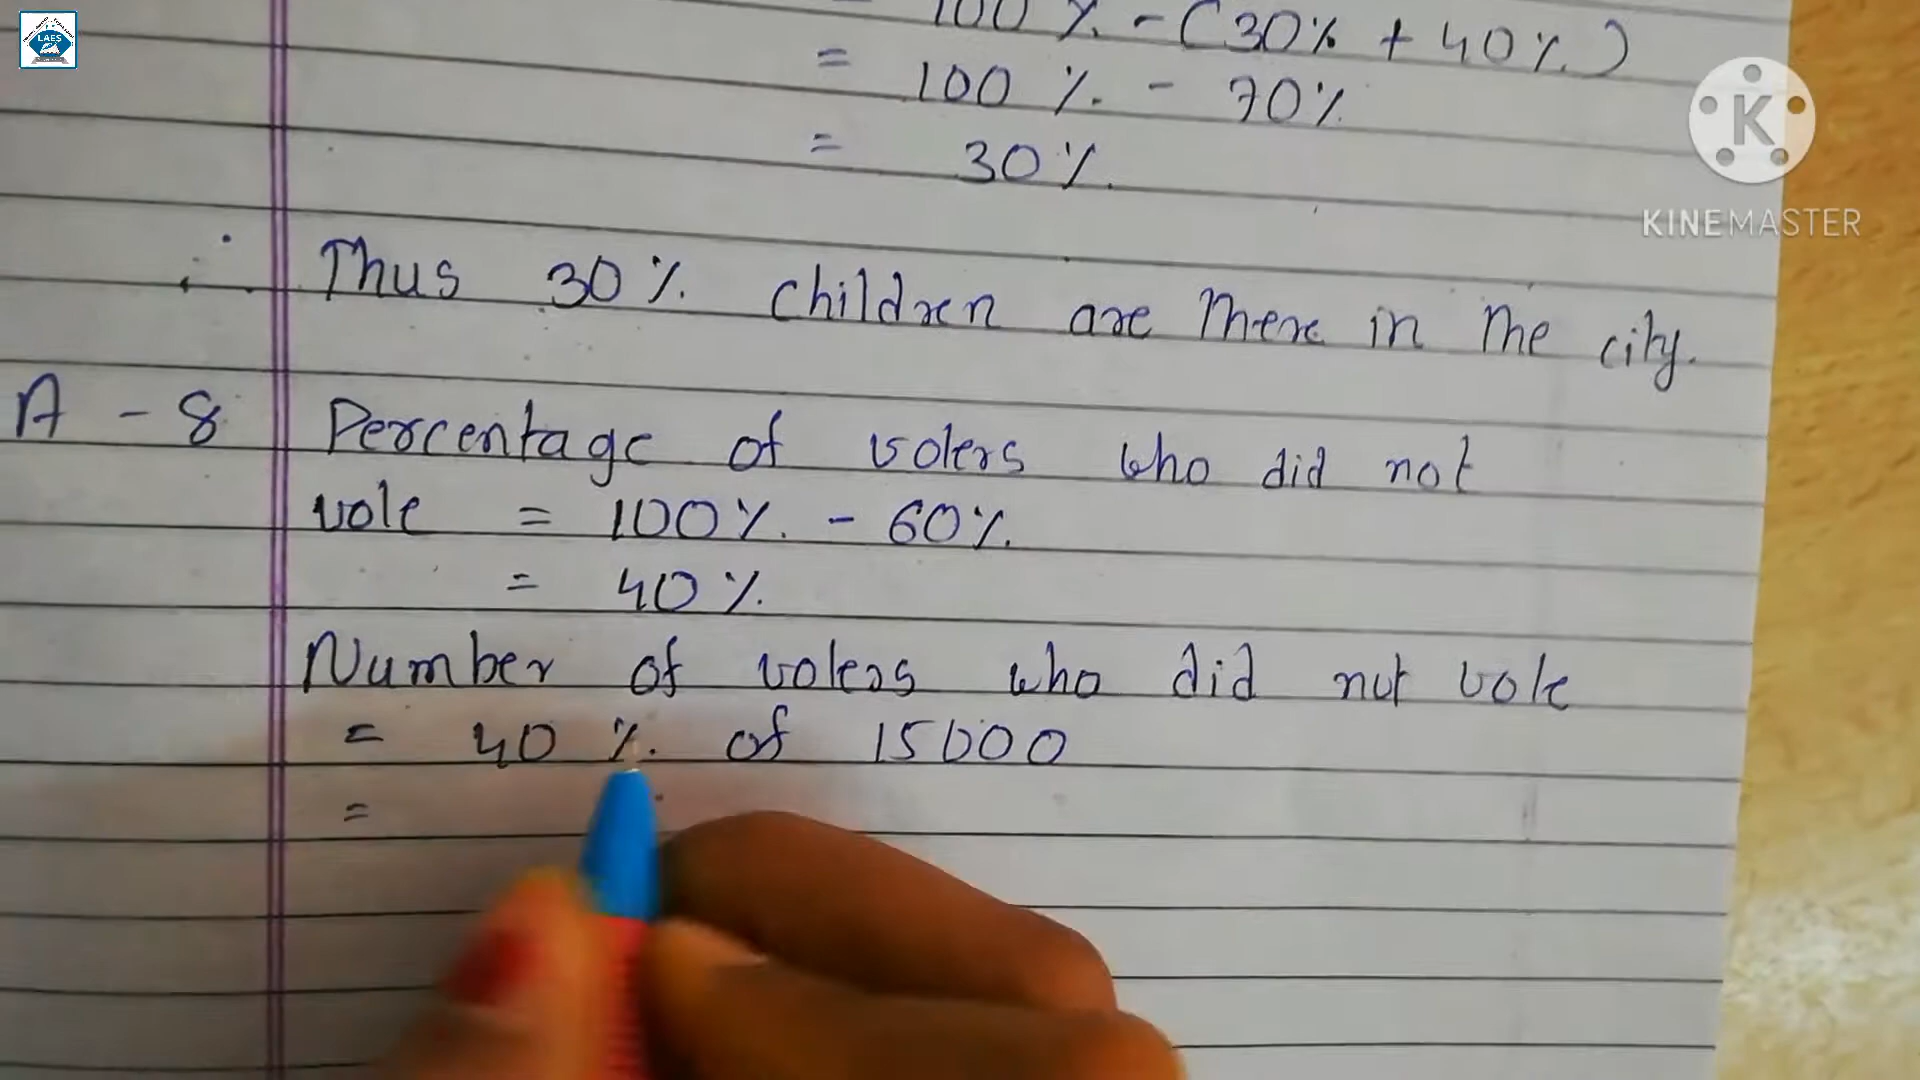 LAES
100 % - (30% + 40%)
= 100 % - 70%
= 30%
KINEMASTER
∴ Thus 30% children are there in the city.
A - 8 Percentage of voters who did not
vote = 100% - 60%
= 40%
Number of voters who did not vote
= 40 % of 15000
=